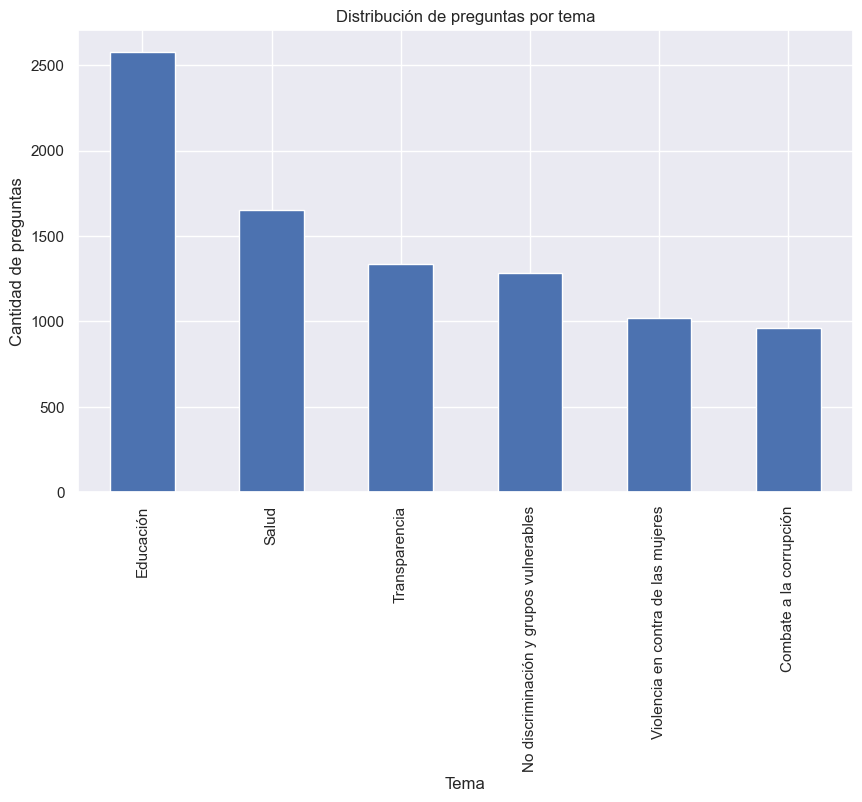 Distribución de preguntas por tema
Cantidad de preguntas
2500
2000
1500
1000
500
0
Educación
Salud
Transparencia
No discriminación y grupos vulnerables
Violencia en contra de las mujeres
Combate a la corrupción
Tema